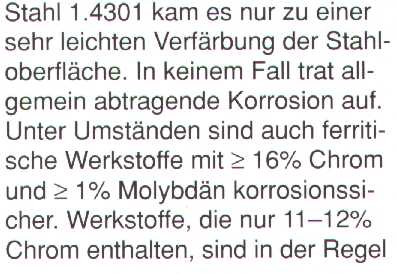 Stahl 1.4301 kam es nur zu einer
sehr leichten Verfärbung der Stahl-
oberfläche. In keinem Fall trat all-
gemein abtragende Korrosion auf.
Unter Umständen sind auch ferriti-
sche Werkstoffe mit ≥ 16% Chrom
und ≥ 1% Molybdän korrosionssi-
cher. Werkstoffe, die nur 11–12%
Chrom enthalten, sind in der Regel